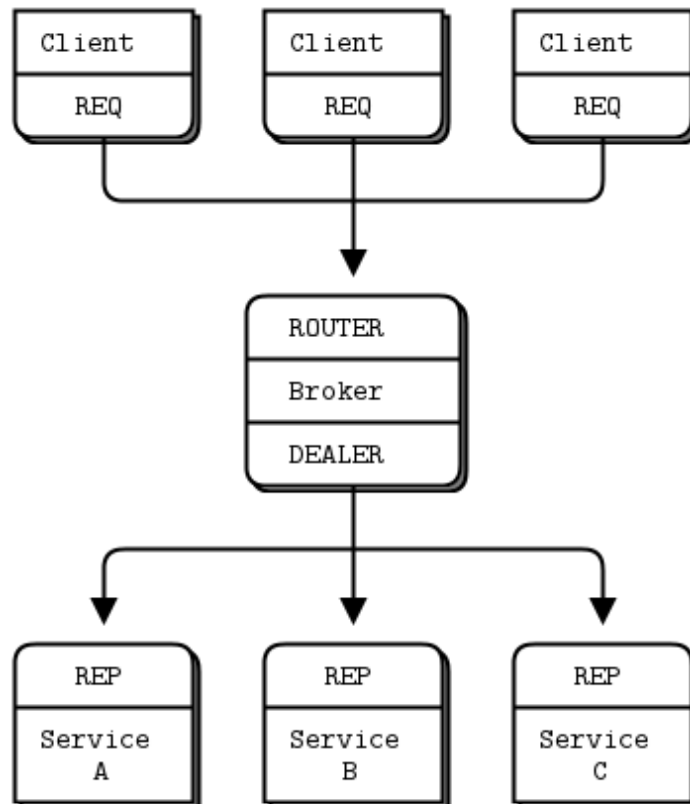 Client
Client
Client
REQ
REQ
REQ
ROUTER
Broker
DEALER
REP
REP
REP
Service
A
Service
B
Service
C